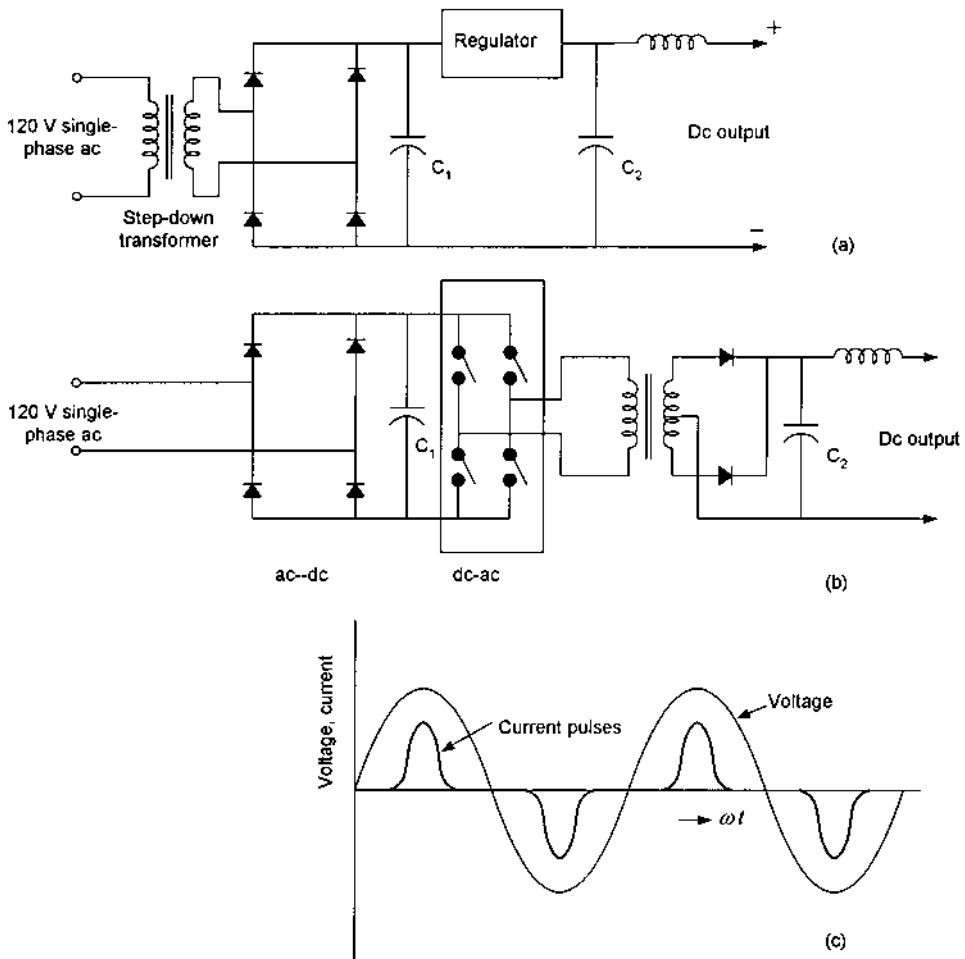 Regulator
+
120 V single-
phase ac
C1
C2
Dc output
Step-down
transformer
–
(a)
120 V single-
phase ac
C1
C2
Dc output
ac--dc
dc-ac
(b)
Voltage, current
Voltage
Current pulses
ωt
(c)